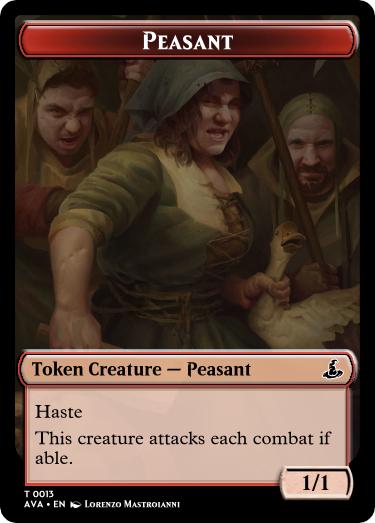 PEASANT
Token Creature — Peasant
Haste
This creature attacks each combat if
able.
1/1
T 0013
AVA • EN LORENZO MASTROIANNI